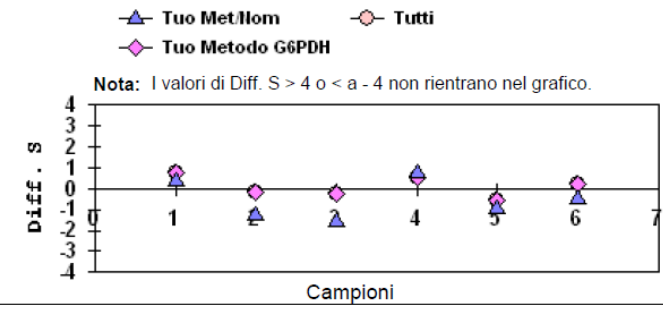 Tuo Met/Nom Tutti
Tuo Metodo G6PDH
Nota: I valori di Diff. S > 4 o < a - 4 non rientrano nel grafico.
4
3
2
1
0
-1
-2
-3
-4
Diff. S
0 1 2 3 4 5 6 7
Campioni